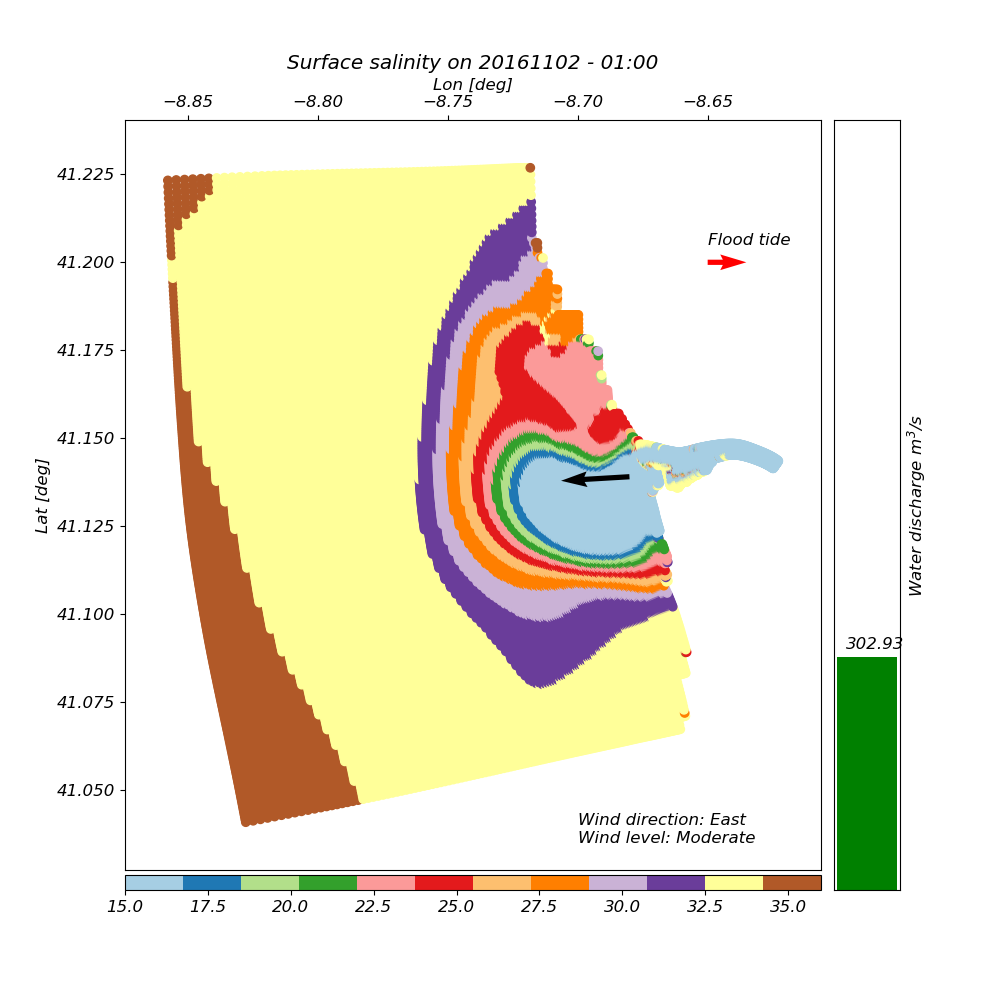 Surface salinity on 20161102 - 01:00
Lon [deg]
−8.85 −8.80 −8.75 −8.70 −8.65
41.225
41.200
41.175
41.150
41.125
41.100
41.075
41.050
Lat [deg]
Flood tide
Wind direction: East
Wind level: Moderate
15.0 17.5 20.0 22.5 25.0 27.5 30.0 32.5 35.0
302.93
Water discharge m³/s